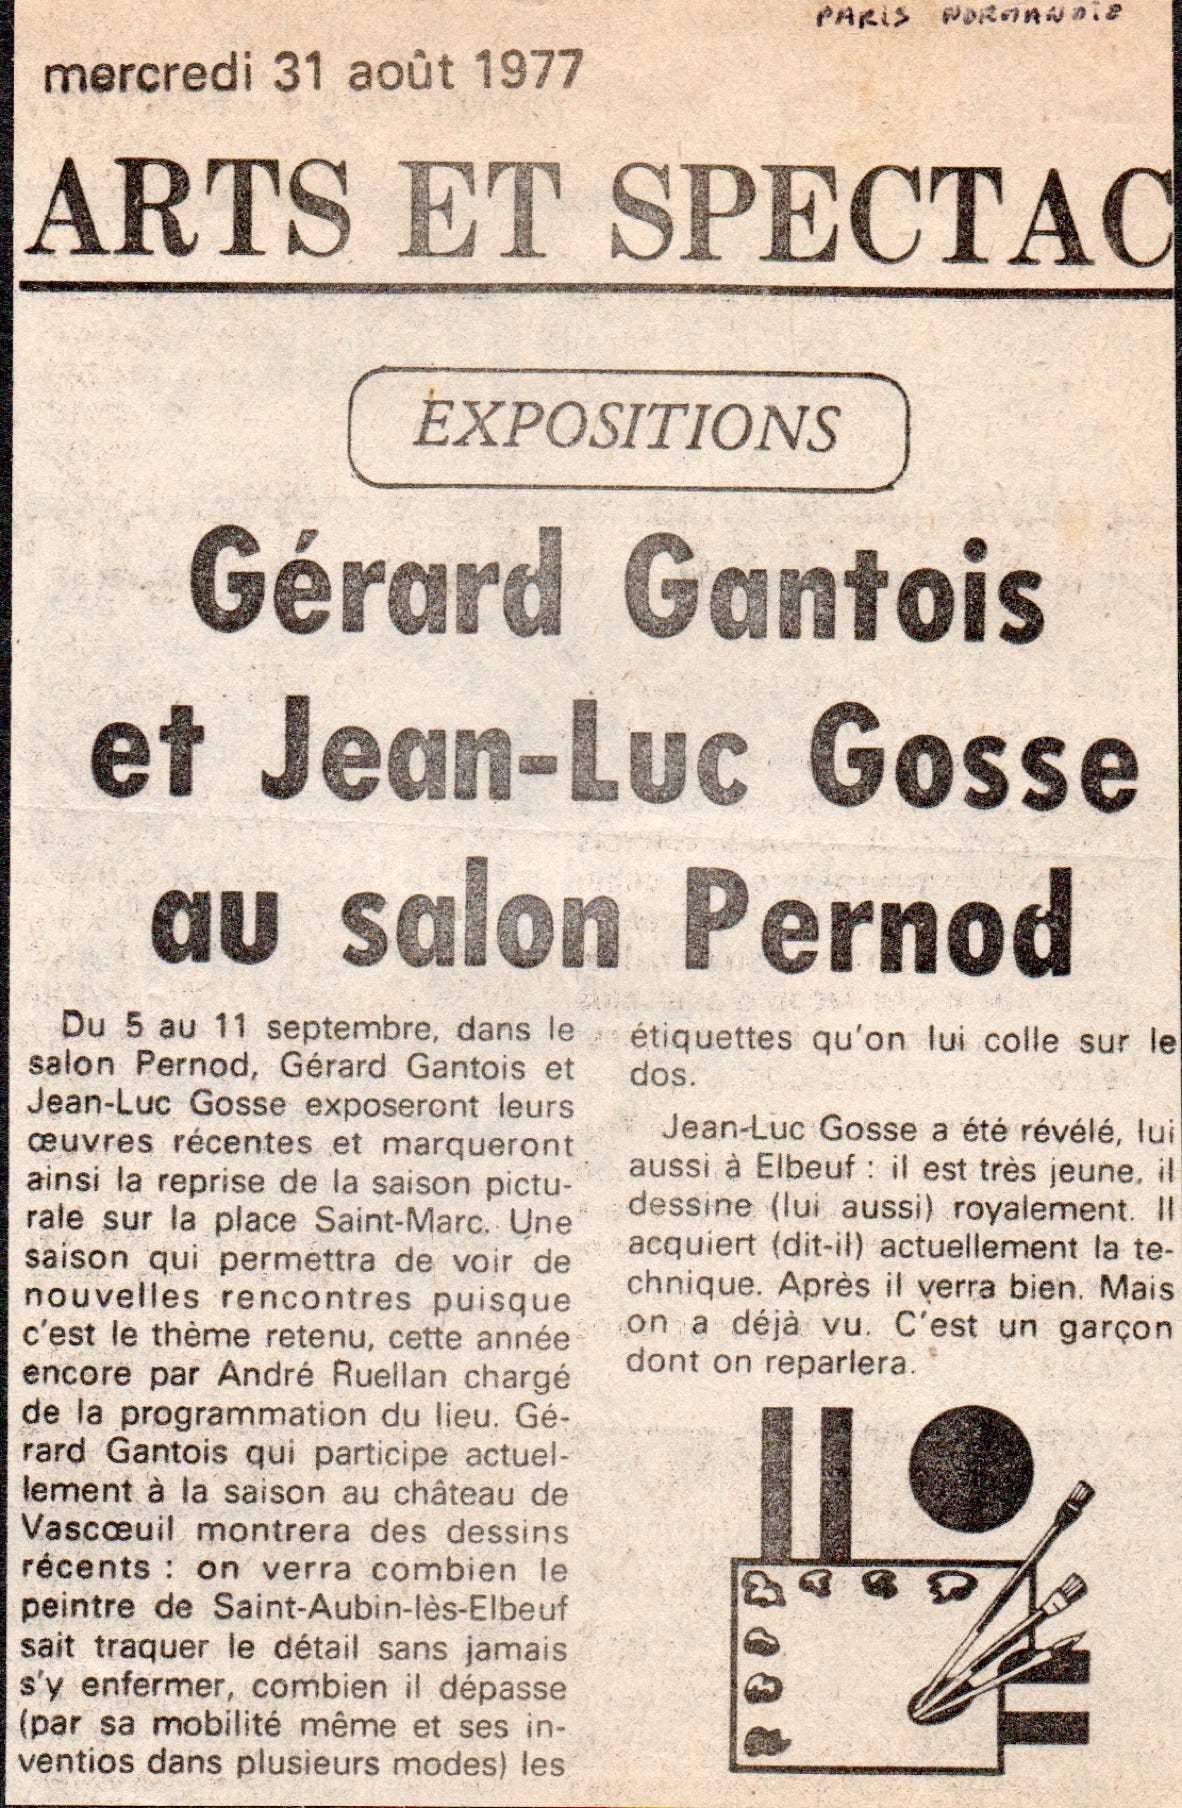 PARIS NORMANDIE
mercredi 31 août 1977
ARTS ET SPECTAC
EXPOSITIONS
Gérard Gantois
et Jean-Luc Gosse
au salon Pernod
Du 5 au 11 septembre, dans le
salon Pernod, Gérard Gantois et
Jean-Luc Gosse exposeront leurs
œuvres récentes et marqueront
ainsi la reprise de la saison pictu-
rale sur la place Saint-Marc. Une
saison qui permettra de voir de
nouvelles rencontres puisque
c'est le thème retenu, cette année
encore par André Ruellan chargé
de la programmation du lieu. Gé-
rard Gantois qui participe actuel-
lement à la saison au château de
Vascœuil montrera des dessins
récents : on verra combien le
peintre de Saint-Aubin-lès-Elbeuf
sait traquer le détail sans jamais
s'y enfermer, combien il dépasse
(par sa mobilité même et ses in-
ventios dans plusieurs modes) les
étiquettes qu'on lui colle sur le
dos.
Jean-Luc Gosse a été révélé, lui
aussi à Elbeuf : il est très jeune, il
dessine (lui aussi) royalement. Il
acquiert (dit-il) actuellement la te-
chnique. Après il verra bien. Mais
on a déjà vu. C'est un garçon
dont on reparlera.